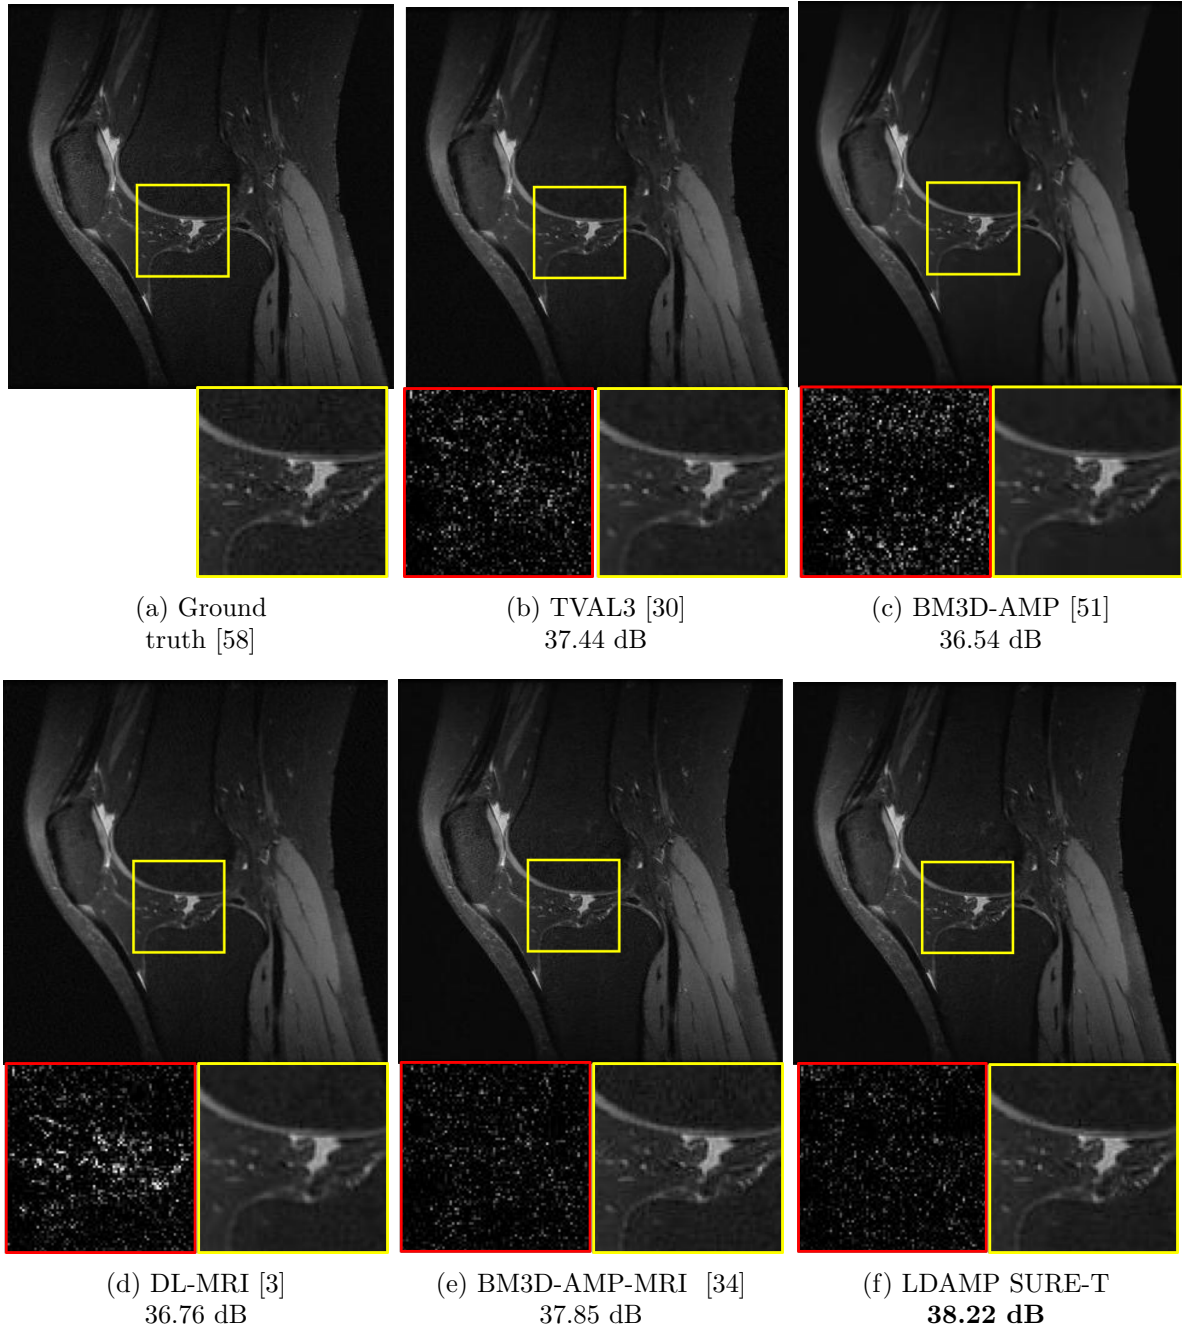 (a) Ground
truth [58]
(b) TVAL3 [30]
37.44 dB
(c) BM3D-AMP [51]
36.54 dB
(d) DL-MRI [3]
36.76 dB
(e) BM3D-AMP-MRI [34]
37.85 dB
(f) LDAMP SURE-T
38.22 dB